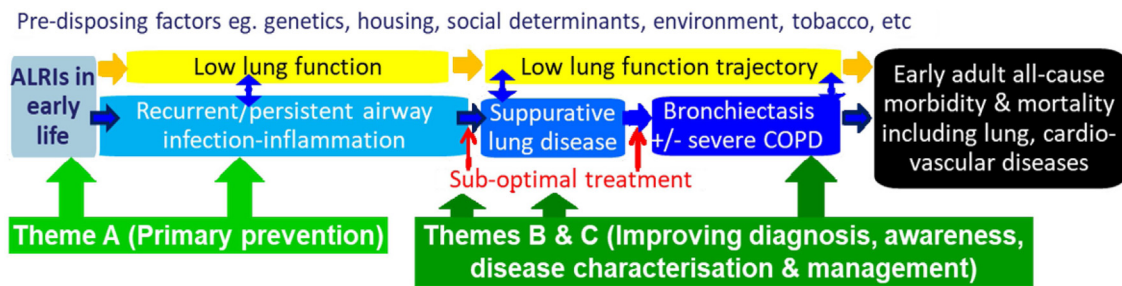 Pre-disposing factors eg. genetics, housing, social determinants, environment, tobacco, etc
ALRIs in
early
life
Low lung function
Recurrent/persistent airway
infection-inflammation
Low lung function trajectory
Suppurative
lung disease
Bronchiectasis
+/- severe COPD
Early adult all-cause
morbidity & mortality
including lung, cardio-
vascular diseases
Sub-optimal treatment
Theme A (Primary prevention)
Themes B & C (Improving diagnosis, awareness,
disease characterisation & management)